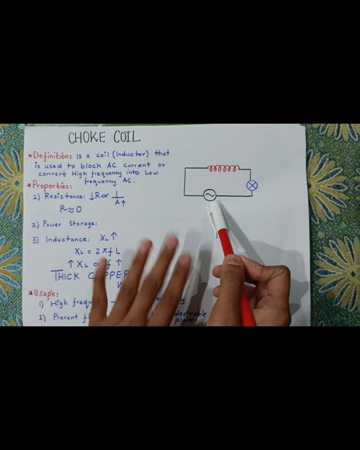 CHOKE COIL
* Definition: Is a coil (inductor) that
is used to block AC current or
convert High frequency into Low
frequency AC.
* Properties:
1) Resistance: ↓R ∝ 1/A↑
R ≈ 0
2) Power Storage:
3) Inductance: XL ↑
XL = 2πfL
↑ XL ∝ f ↑
THICK COPPER
* Usage:
1) High freque
2) Prevent